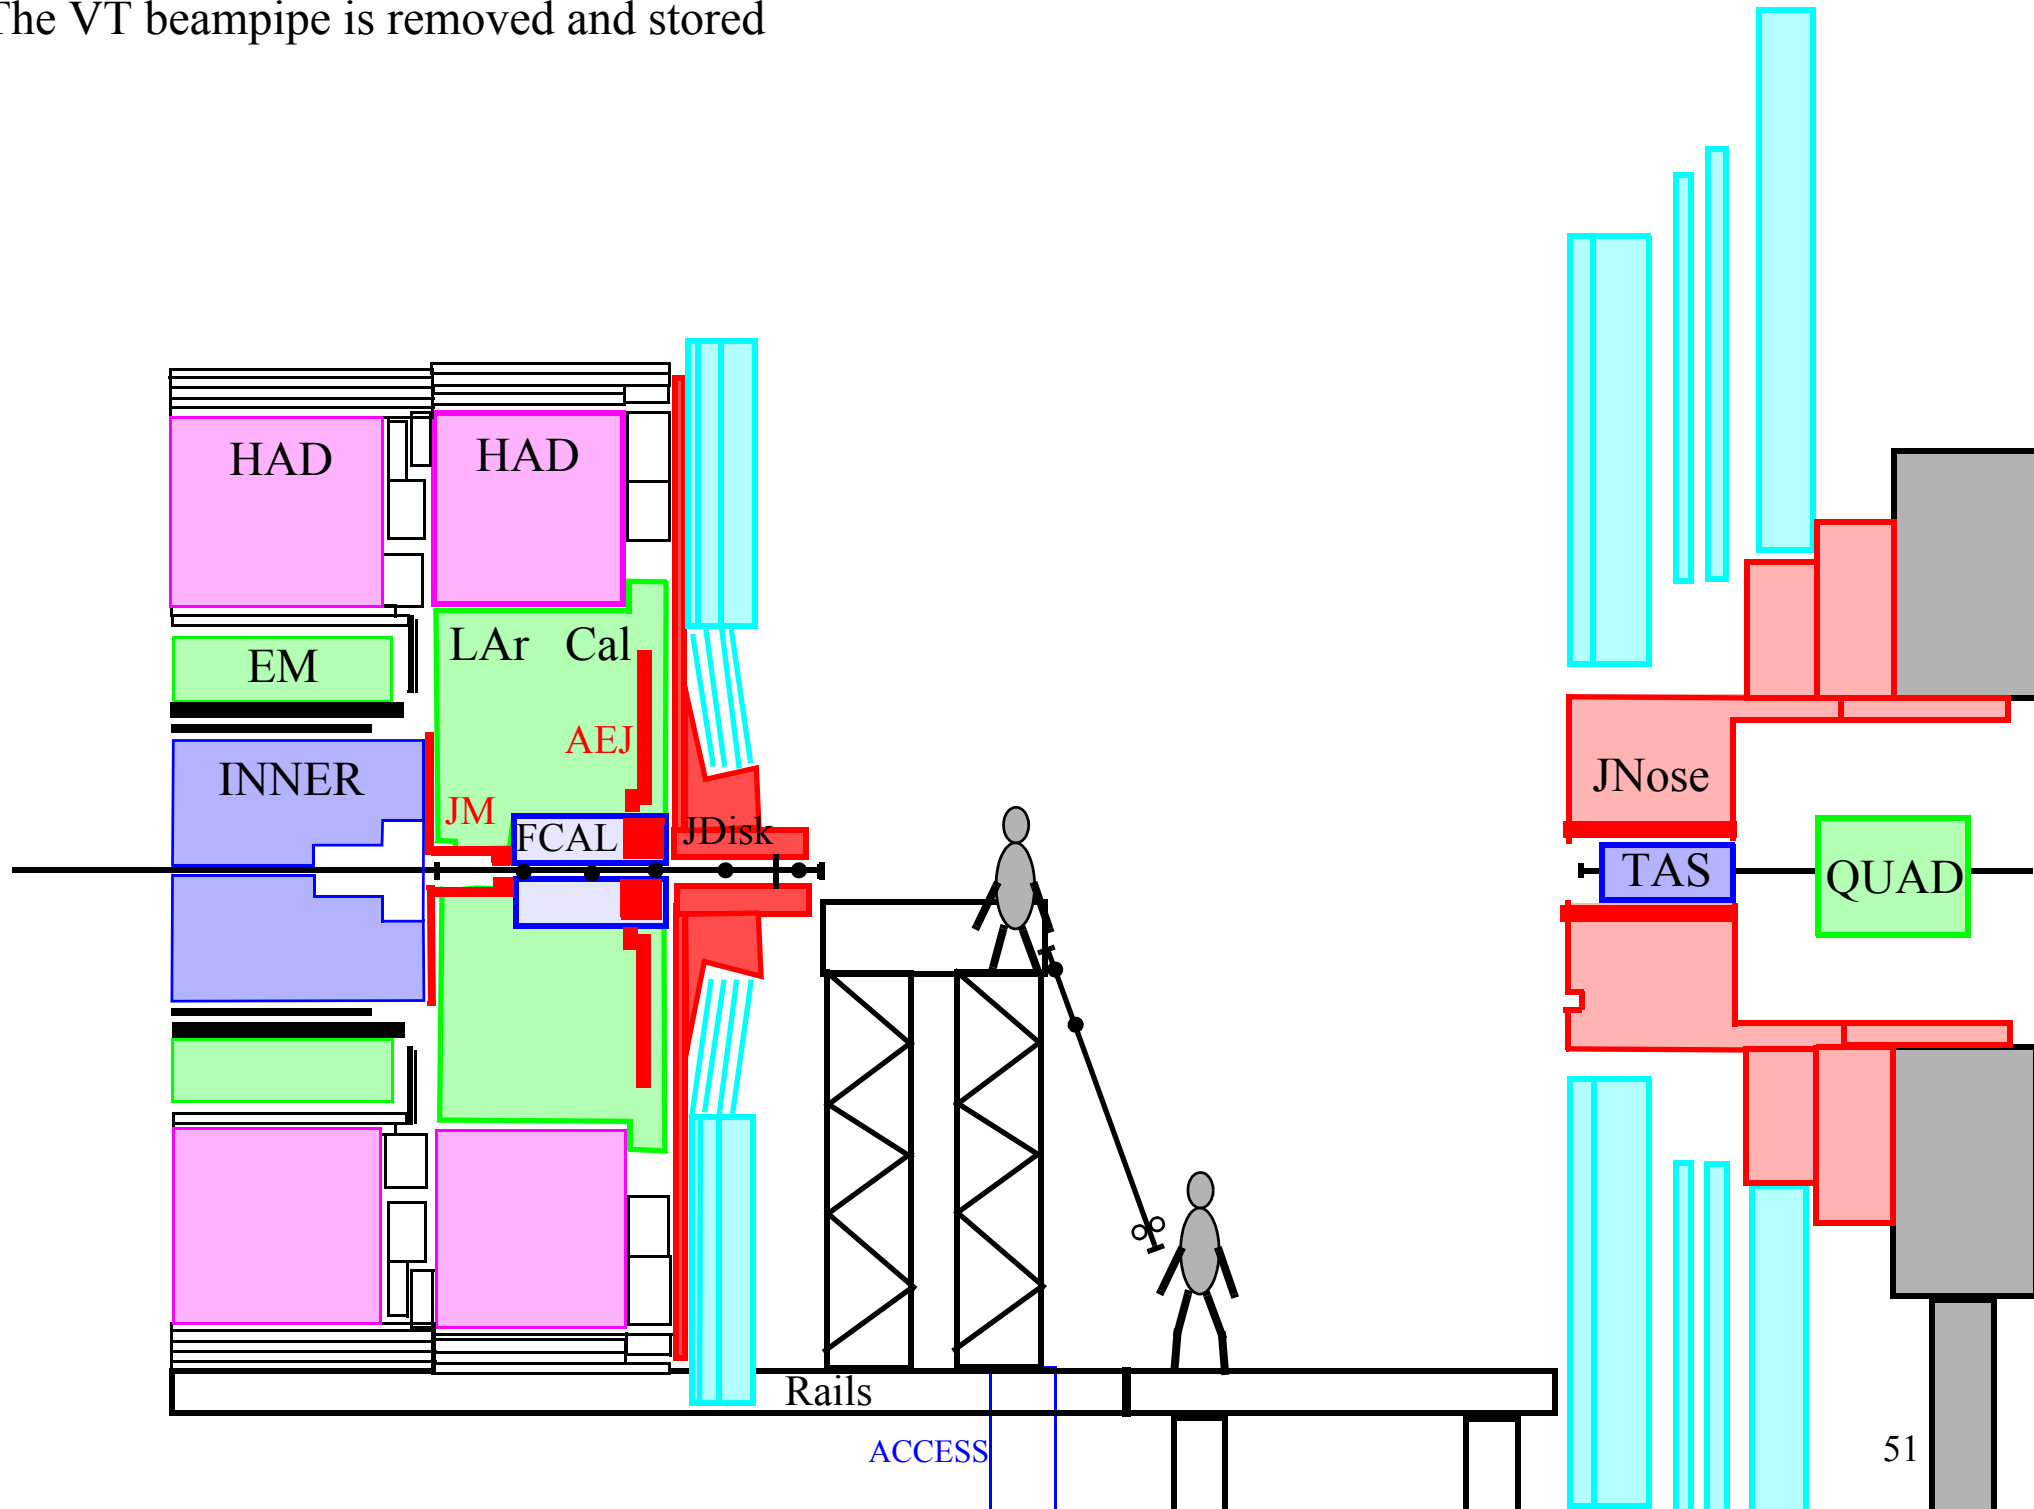 The VT beampipe is removed and stored
HAD
HAD
LAr Cal
EM
AEJ
INNER
JM
FCAL
JDisk
JNose
TAS
QUAD
Rails
ACCESS
51